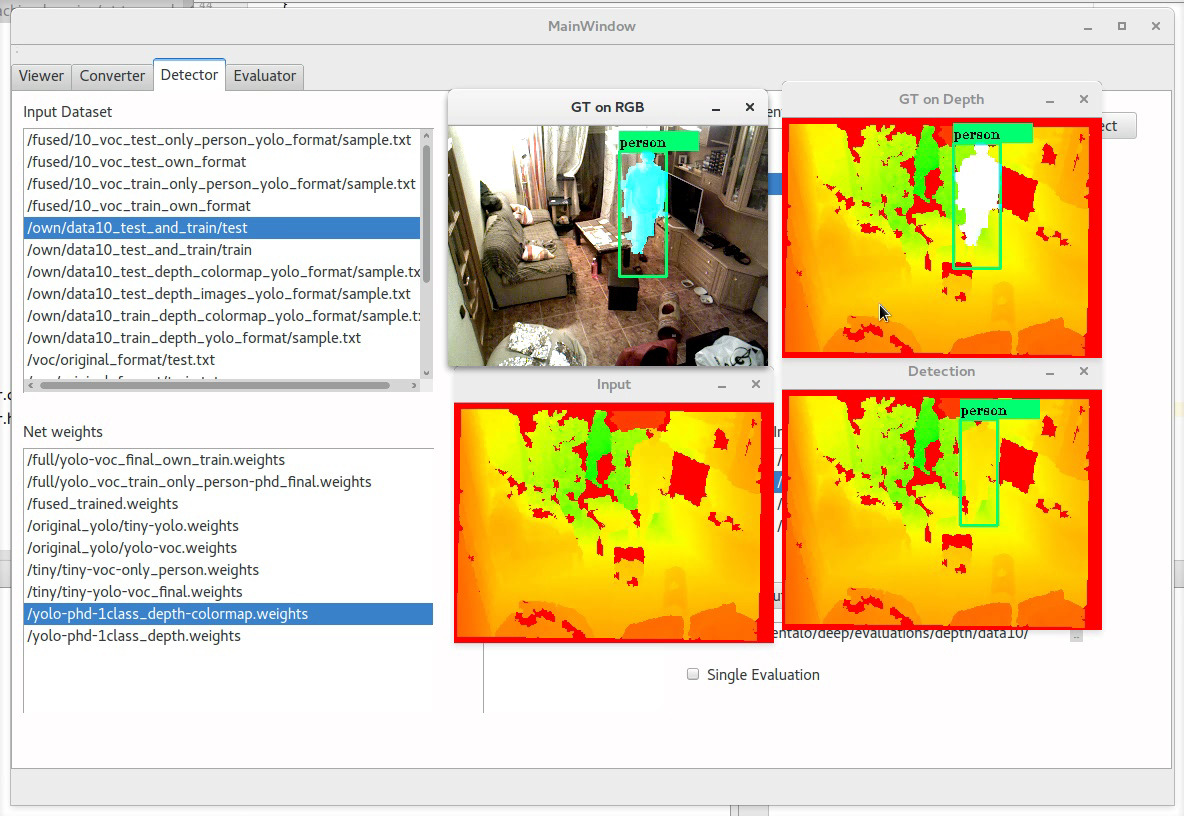 44
MainWindow
Viewer
Converter
Detector
Evaluator
Input Dataset
/fused/10_voc_test_only_person_yolo_format/sample.txt
/fused/10_voc_test_own_format
/fused/10_voc_train_only_person_yolo_format/sample.txt
/fused/10_voc_train_own_format
/own/data10_test_and_train/test
/own/data10_test_and_train/train
/own/data10_test_depth_colormap_yolo_format/sample.tx
/own/data10_test_depth_images_yolo_format/sample.txt
/own/data10_train_depth_colormap_yolo_format/sample.t
/own/data10_train_depth_yolo_format/sample.txt
/voc/original_format/test.txt
Net weights
/full/yolo-voc_final_own_train.weights
/full/yolo_voc_train_only_person-phd_final.weights
/fused_trained.weights
/original_yolo/tiny-yolo.weights
/original_yolo/yolo-voc.weights
/tiny/tiny-voc-only_person.weights
/tiny/tiny-yolo-voc_final.weights
/yolo-phd-1class_depth-colormap.weights
/yolo-phd-1class_depth.weights
GT on RGB
person
GT on Depth
person
ect
Input
Detection
person
entalo/deep/evaluations/depth/data10/
..
Single Evaluation